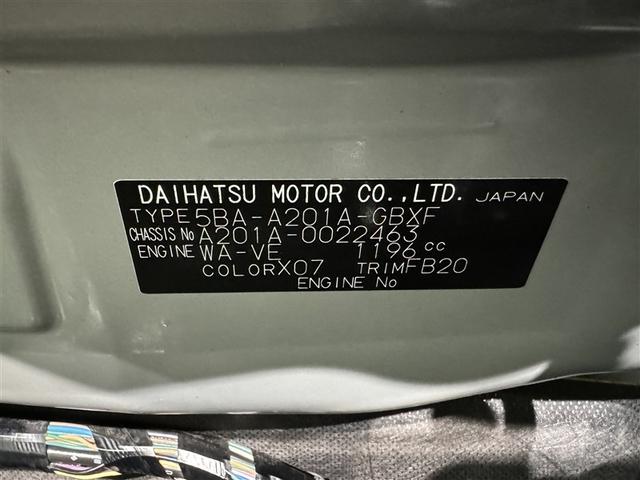 DAIHATSU MOTOR CO.,LTD. JAPAN
TYPE 5BA-A201A-GBXF
CHASSIS No A201A-0022463
ENGINE WA-VE 1196 cc
COLOR X07 TRIM FB20
ENGINE No